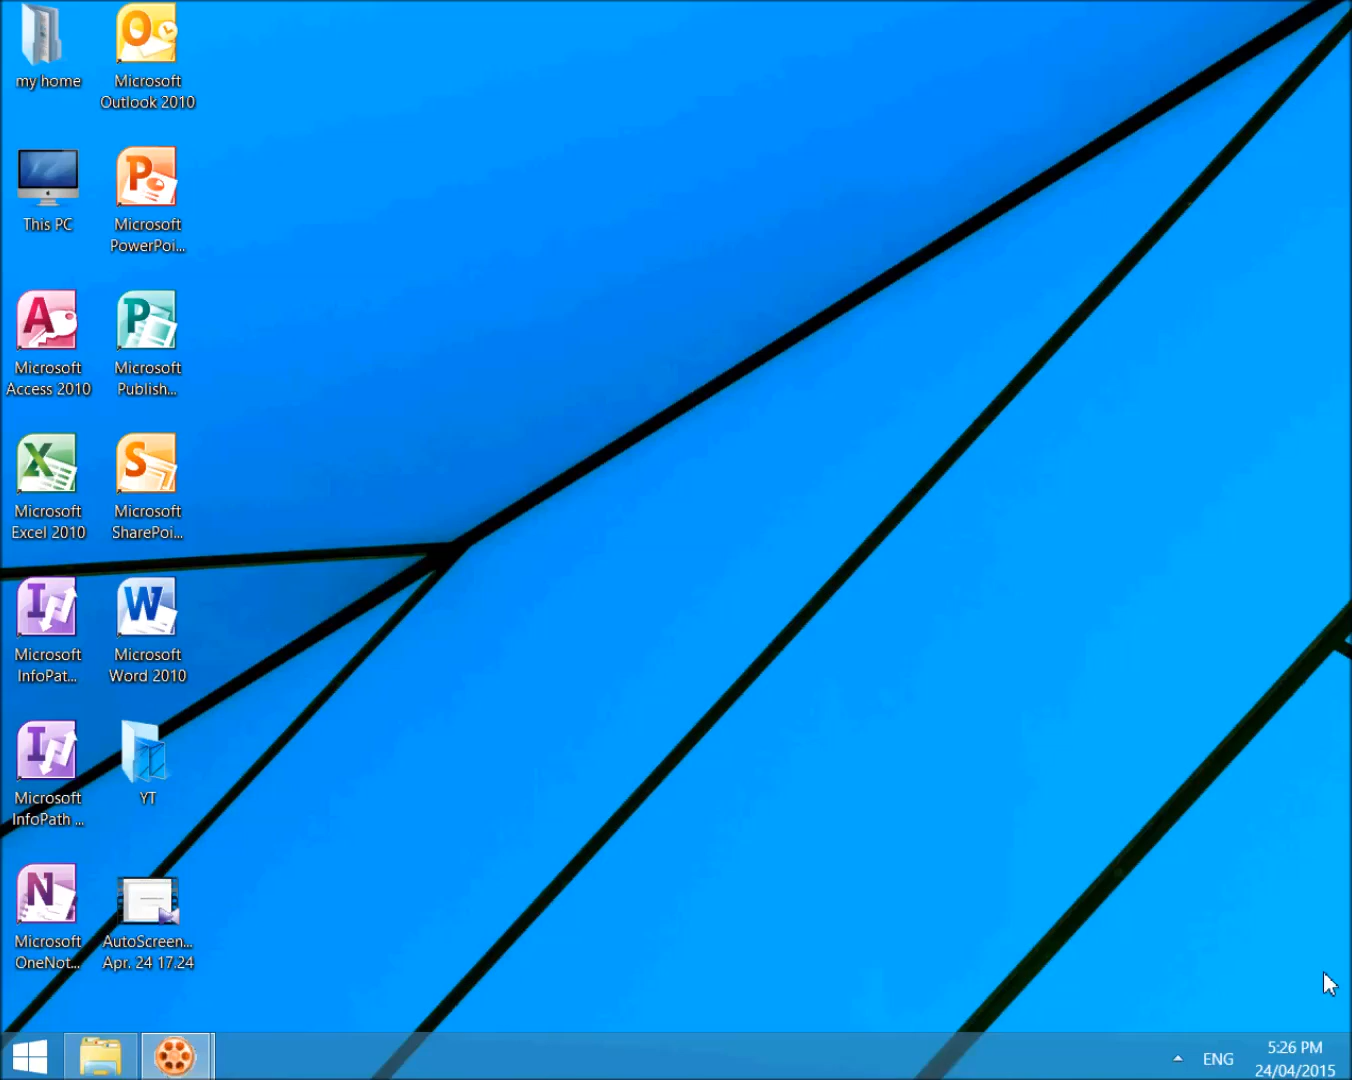 my home
Microsoft
Outlook 2010
This PC
Microsoft
PowerPoi...
Microsoft
Access 2010
Microsoft
Publish...
Microsoft
Excel 2010
Microsoft
SharePoi...
Microsoft
InfoPat...
Microsoft
Word 2010
Microsoft
InfoPath ...
YT
Microsoft
OneNot...
AutoScreen...
Apr. 24 17.24
ENG
5:26 PM
24/04/2015